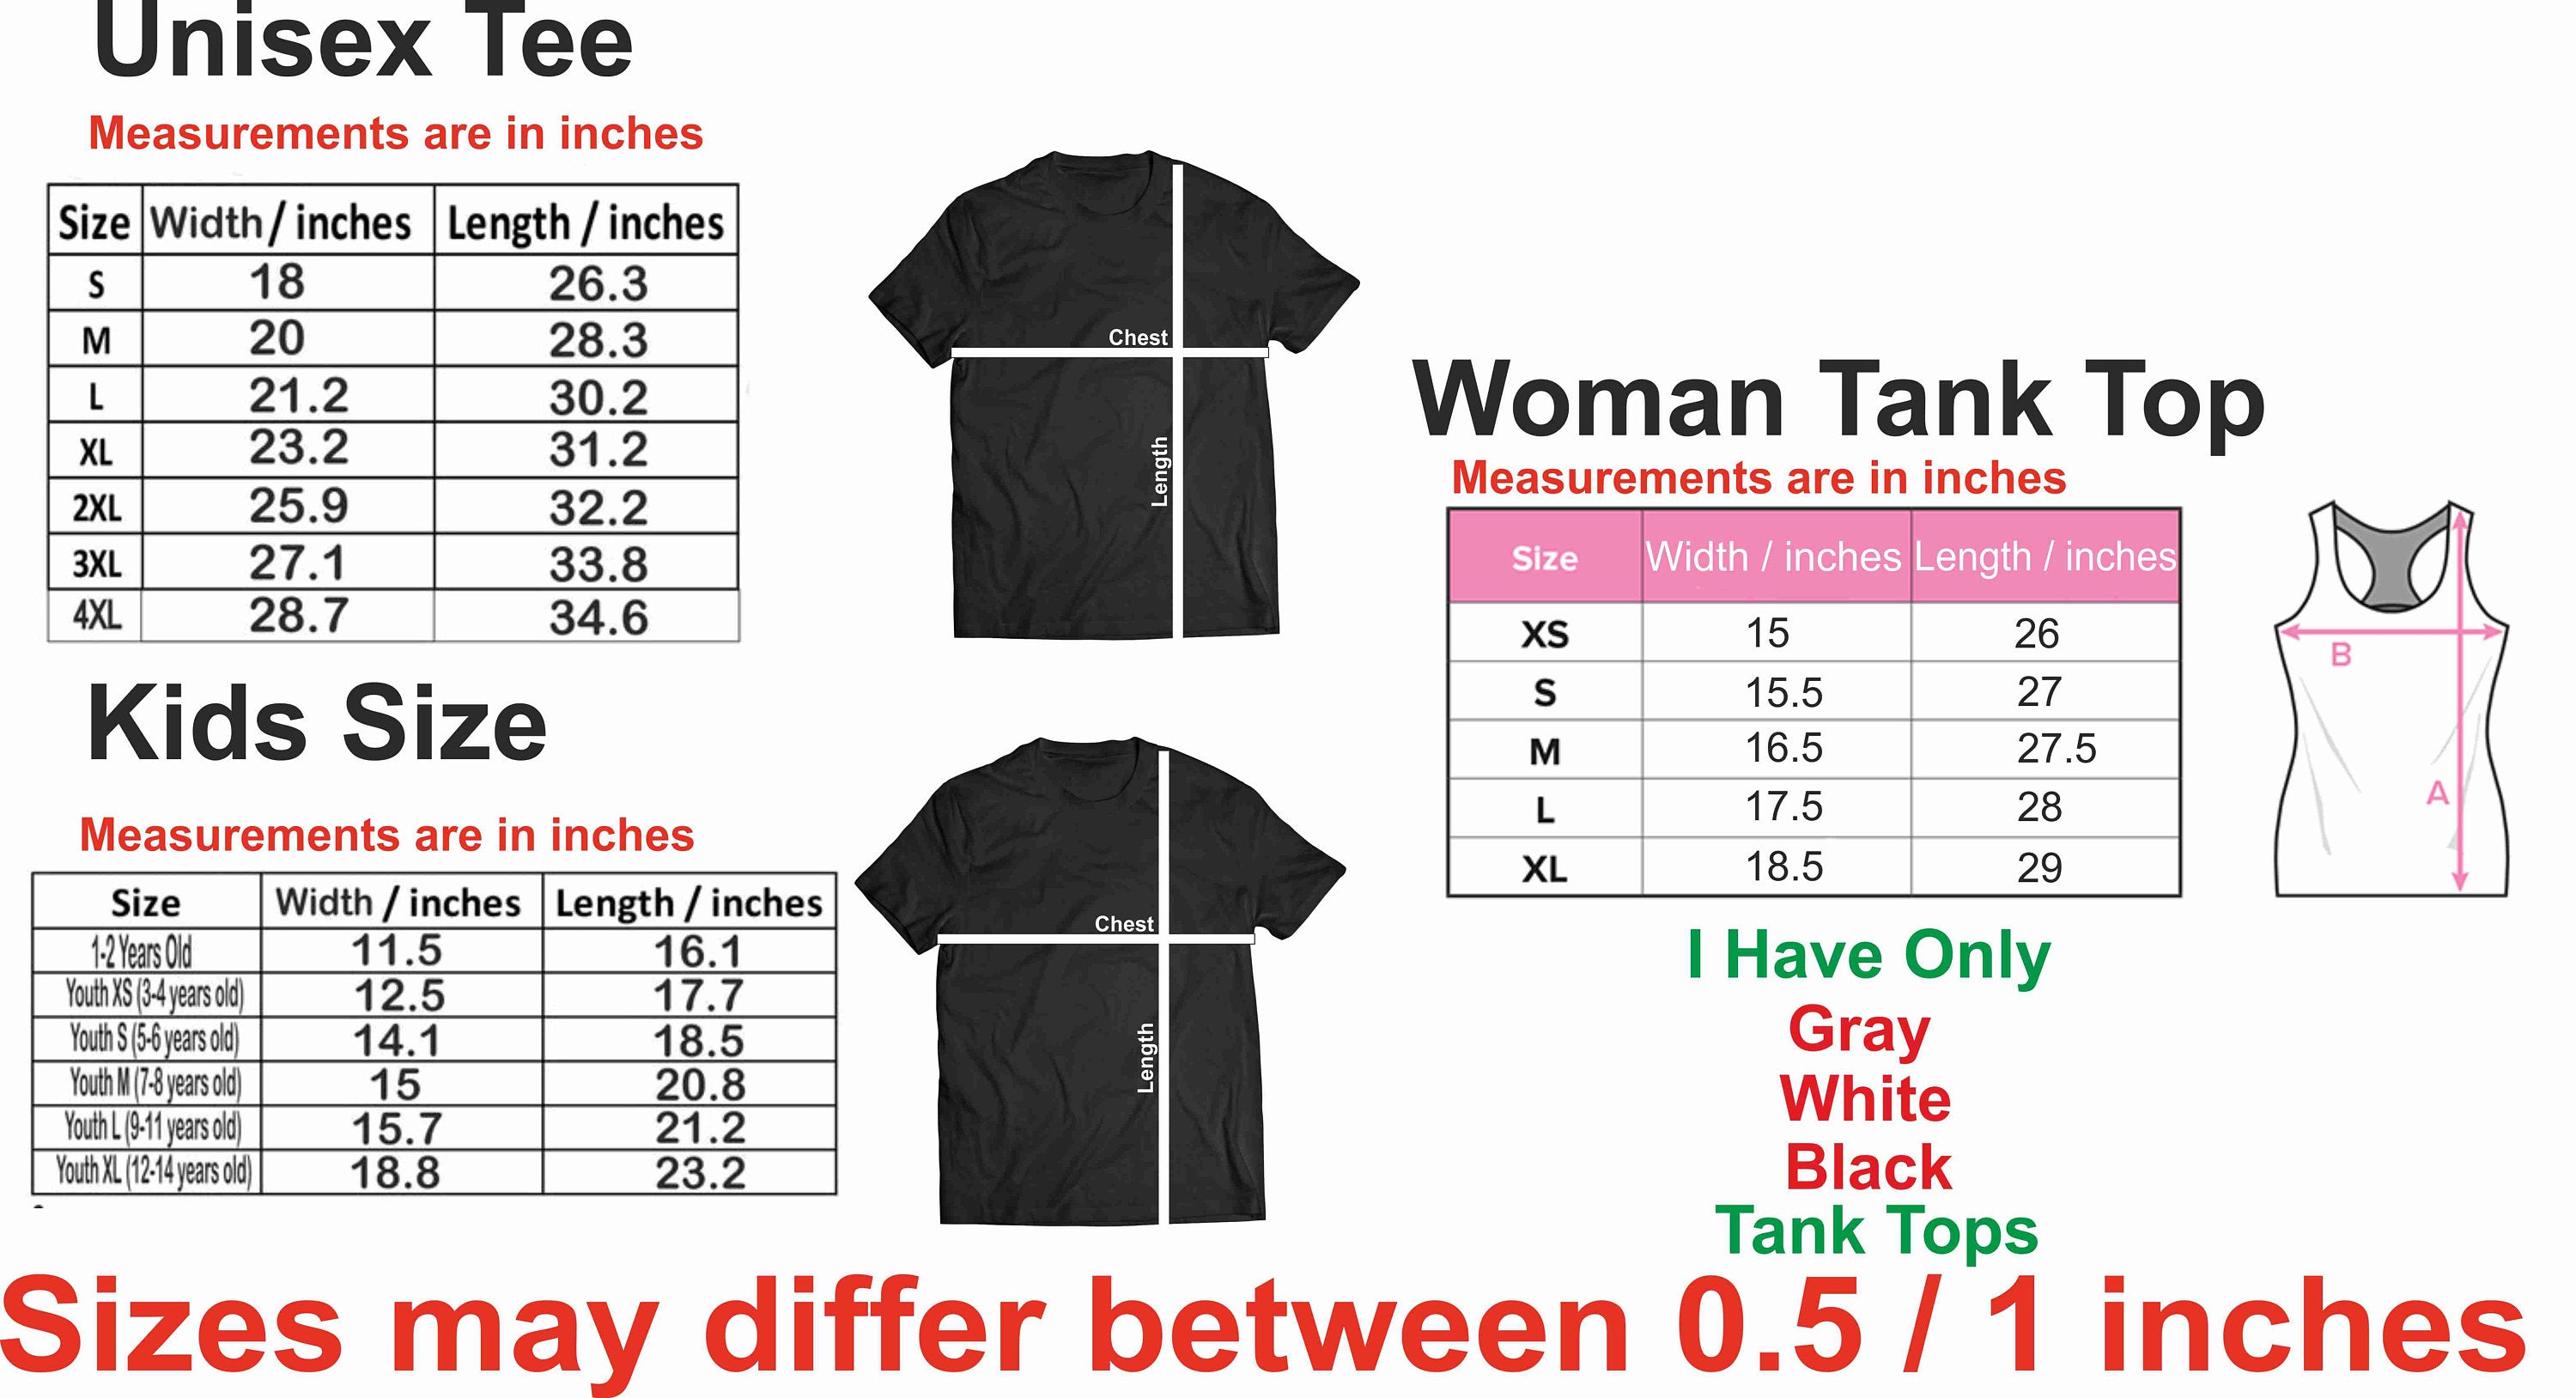 Unisex Tee
Measurements are in inches
Size Width / inches Length / inches
S 18 26.3
M 20 28.3
L 21.2 30.2
XL 23.2 31.2
2XL 25.9 32.2
3XL 27.1 33.8
4XL 28.7 34.6
Chest
Length
Kids Size
Measurements are in inches
Size Width / inches Length / inches
1-2 Years Old 11.5 16.1
Youth XS (3-4 years old) 12.5 17.7
Youth S (5-6 years old) 14.1 18.5
Youth M (7-8 years old) 15 20.8
Youth L (9-11 years old) 15.7 21.2
Youth XL (12-14 years old) 18.8 23.2
Chest
Length
Woman Tank Top
Measurements are in inches
Size Width / inches Length / inches
XS 15 26
S 15.5 27
M 16.5 27.5
L 17.5 28
XL 18.5 29
B
A
I Have Only
Gray
White
Black
Tank Tops
Sizes may differ between 0.5 / 1 inches